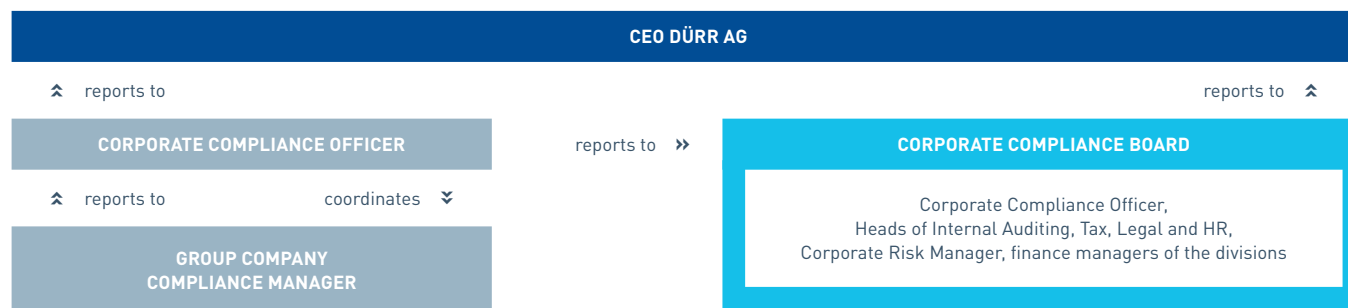 CEO DÜRR AG
reports to
reports to
CORPORATE COMPLIANCE OFFICER
reports to
CORPORATE COMPLIANCE BOARD
reports to
coordinates
Corporate Compliance Officer,
Heads of Internal Auditing, Tax, Legal and HR,
Corporate Risk Manager, finance managers of the divisions
GROUP COMPANY
COMPLIANCE MANAGER